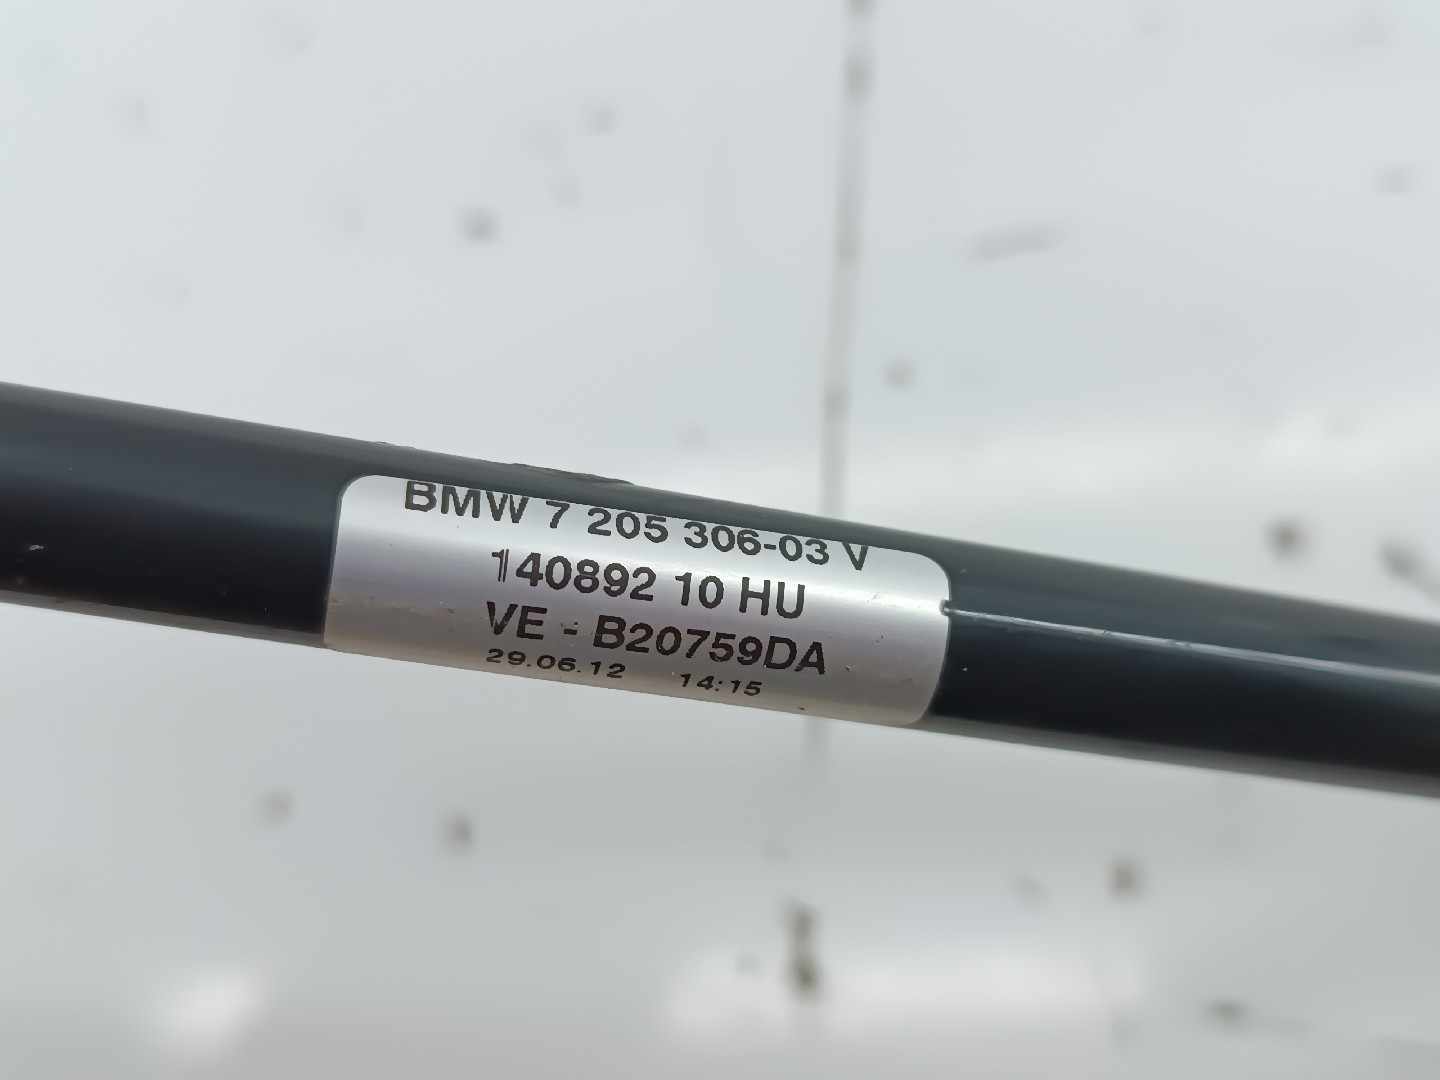 BMW 7 205 306-03 V
140892 10 HU
VE - B20759DA
29.06.12 14:15